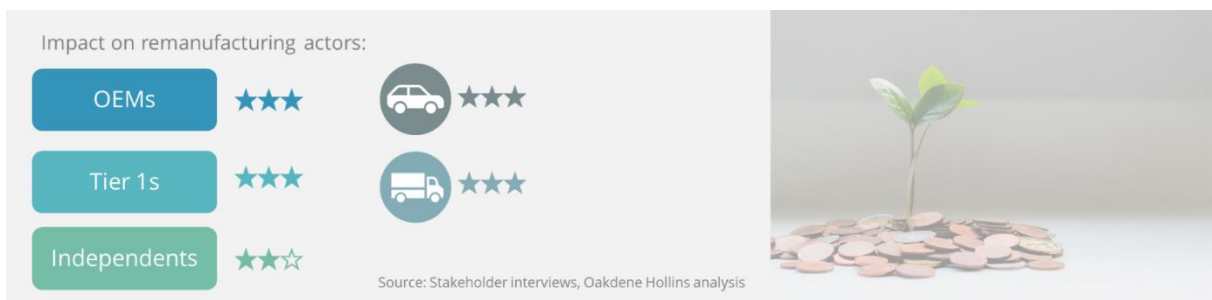 Impact on remanufacturing actors:
OEMs
Tier 1s
Independents
Source: Stakeholder interviews, Oakdene Hollins analysis